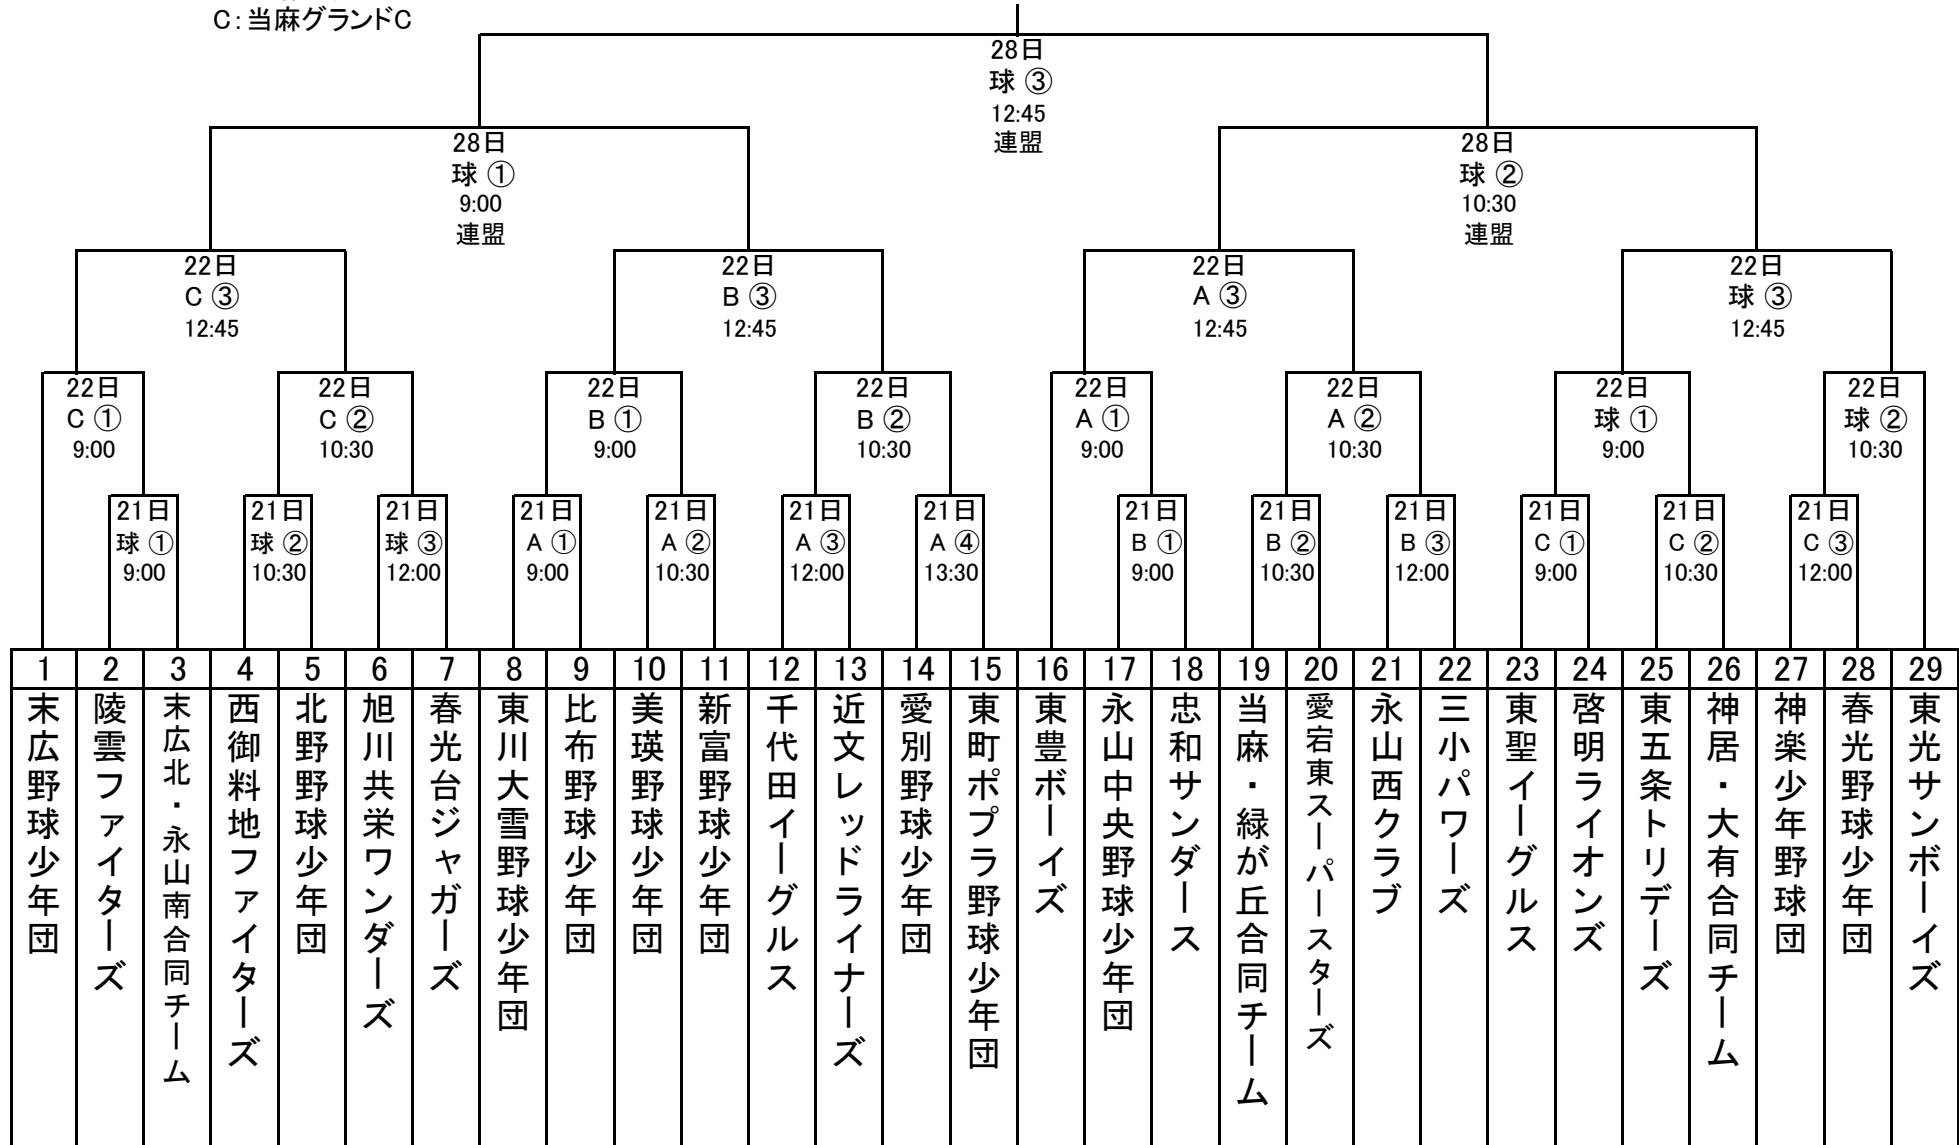 C：当麻グランドC
28日
球 ③
12:45
連盟
28日
球 ①
9:00
連盟
28日
球 ②
10:30
連盟
22日
C ③
12:45
22日
B ③
12:45
22日
A ③
12:45
22日
球 ③
12:45
22日
C ①
9:00
22日
C ②
10:30
22日
B ①
9:00
22日
B ②
10:30
22日
A ①
9:00
22日
A ②
10:30
22日
球 ①
9:00
22日
球 ②
10:30
21日
球 ①
9:00
21日
球 ②
10:30
21日
球 ③
12:00
21日
A ①
9:00
21日
A ②
10:30
21日
A ③
12:00
21日
A ④
13:30
21日
B ①
9:00
21日
B ②
10:30
21日
B ③
12:00
21日
C ①
9:00
21日
C ②
10:30
21日
C ③
12:00
1
末広野球少年団
2
陵雲ファイターズ
3
末広北・永山南合同チーム
4
西御料地ファイターズ
5
北野野球少年団
6
旭川共栄ワンダーズ
7
春光台ジャガーズ
8
東川大雪野球少年団
9
比布野球少年団
10
美瑛野球少年団
11
新富野球少年団
12
千代田イーグルス
13
近文レッドライナーズ
14
愛別野球少年団
15
東町ポプラ野球少年団
16
東豊ボーイズ
17
永山中央野球少年団
18
忠和サンダース
19
当麻・緑が丘合同チーム
20
愛宕東スーパースターズ
21
永山西クラブ
22
三小パワーズ
23
東聖イーグルス
24
啓明ライオンズ
25
東五条トリデーズ
26
神居・大有合同チーム
27
神楽少年野球団
28
春光野球少年団
29
東光サンボーイズ